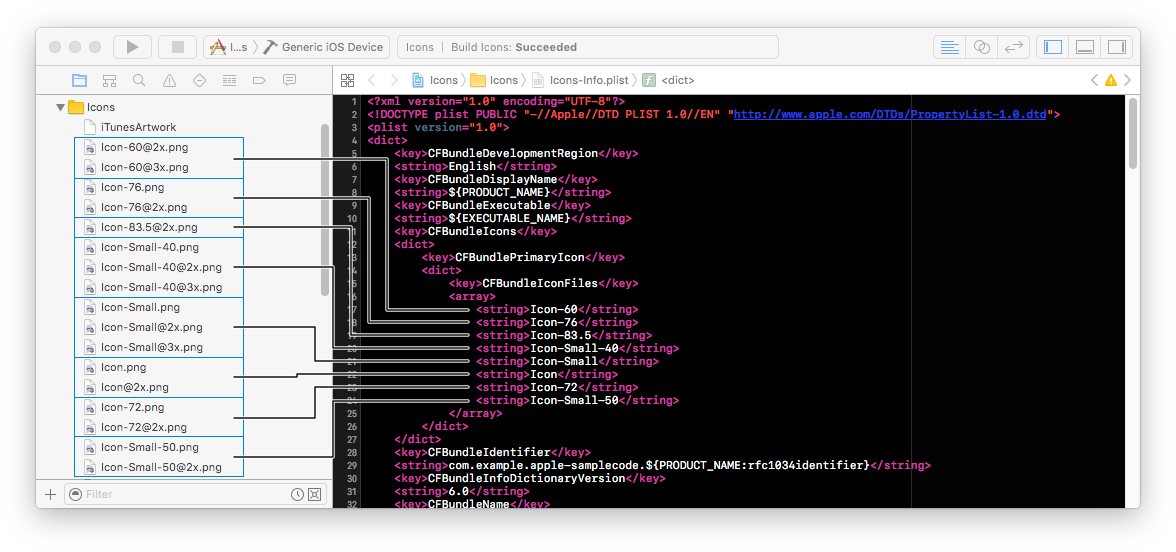 I...s
Generic iOS Device
Icons | Build Icons: Succeeded
Icons
Icons
Icons-Info.plist
<dict>
Icons
iTunesArtwork
Icon-60@2x.png
Icon-60@3x.png
Icon-76.png
Icon-76@2x.png
Icon-83.5@2x.png
Icon-Small-40.png
Icon-Small-40@2x.png
Icon-Small-40@3x.png
Icon-Small.png
Icon-Small@2x.png
Icon-Small@3x.png
Icon.png
Icon@2x.png
Icon-72.png
Icon-72@2x.png
Icon-Small-50.png
Icon-Small-50@2x.png
Filter
1 <?xml version="1.0" encoding="UTF-8"?>
2 <!DOCTYPE plist PUBLIC "-//Apple//DTD PLIST 1.0//EN" "http://www.apple.com/DTDs/PropertyList-1.0.dtd">
3 <plist version="1.0">
4 <dict>
5 <key>CFBundleDevelopmentRegion</key>
6 <string>English</string>
7 <key>CFBundleDisplayName</key>
8 <string>${PRODUCT_NAME}</string>
9 <key>CFBundleExecutable</key>
10 <string>${EXECUTABLE_NAME}</string>
11 <key>CFBundleIcons</key>
12 <dict>
13 <key>CFBundlePrimaryIcon</key>
14 <dict>
15 <key>CFBundleIconFiles</key>
16 <array>
17 <string>Icon-60</string>
18 <string>Icon-76</string>
19 <string>Icon-83.5</string>
20 <string>Icon-Small-40</string>
21 <string>Icon-Small</string>
22 <string>Icon</string>
23 <string>Icon-72</string>
24 <string>Icon-Small-50</string>
25 </array>
26 </dict>
27 </dict>
28 <key>CFBundleIdentifier</key>
29 <string>com.example.apple-samplecode.${PRODUCT_NAME:rfc1034identifier}</string>
30 <key>CFBundleInfoDictionaryVersion</key>
31 <string>6.0</string>
32 <key>CFBundleName</key>